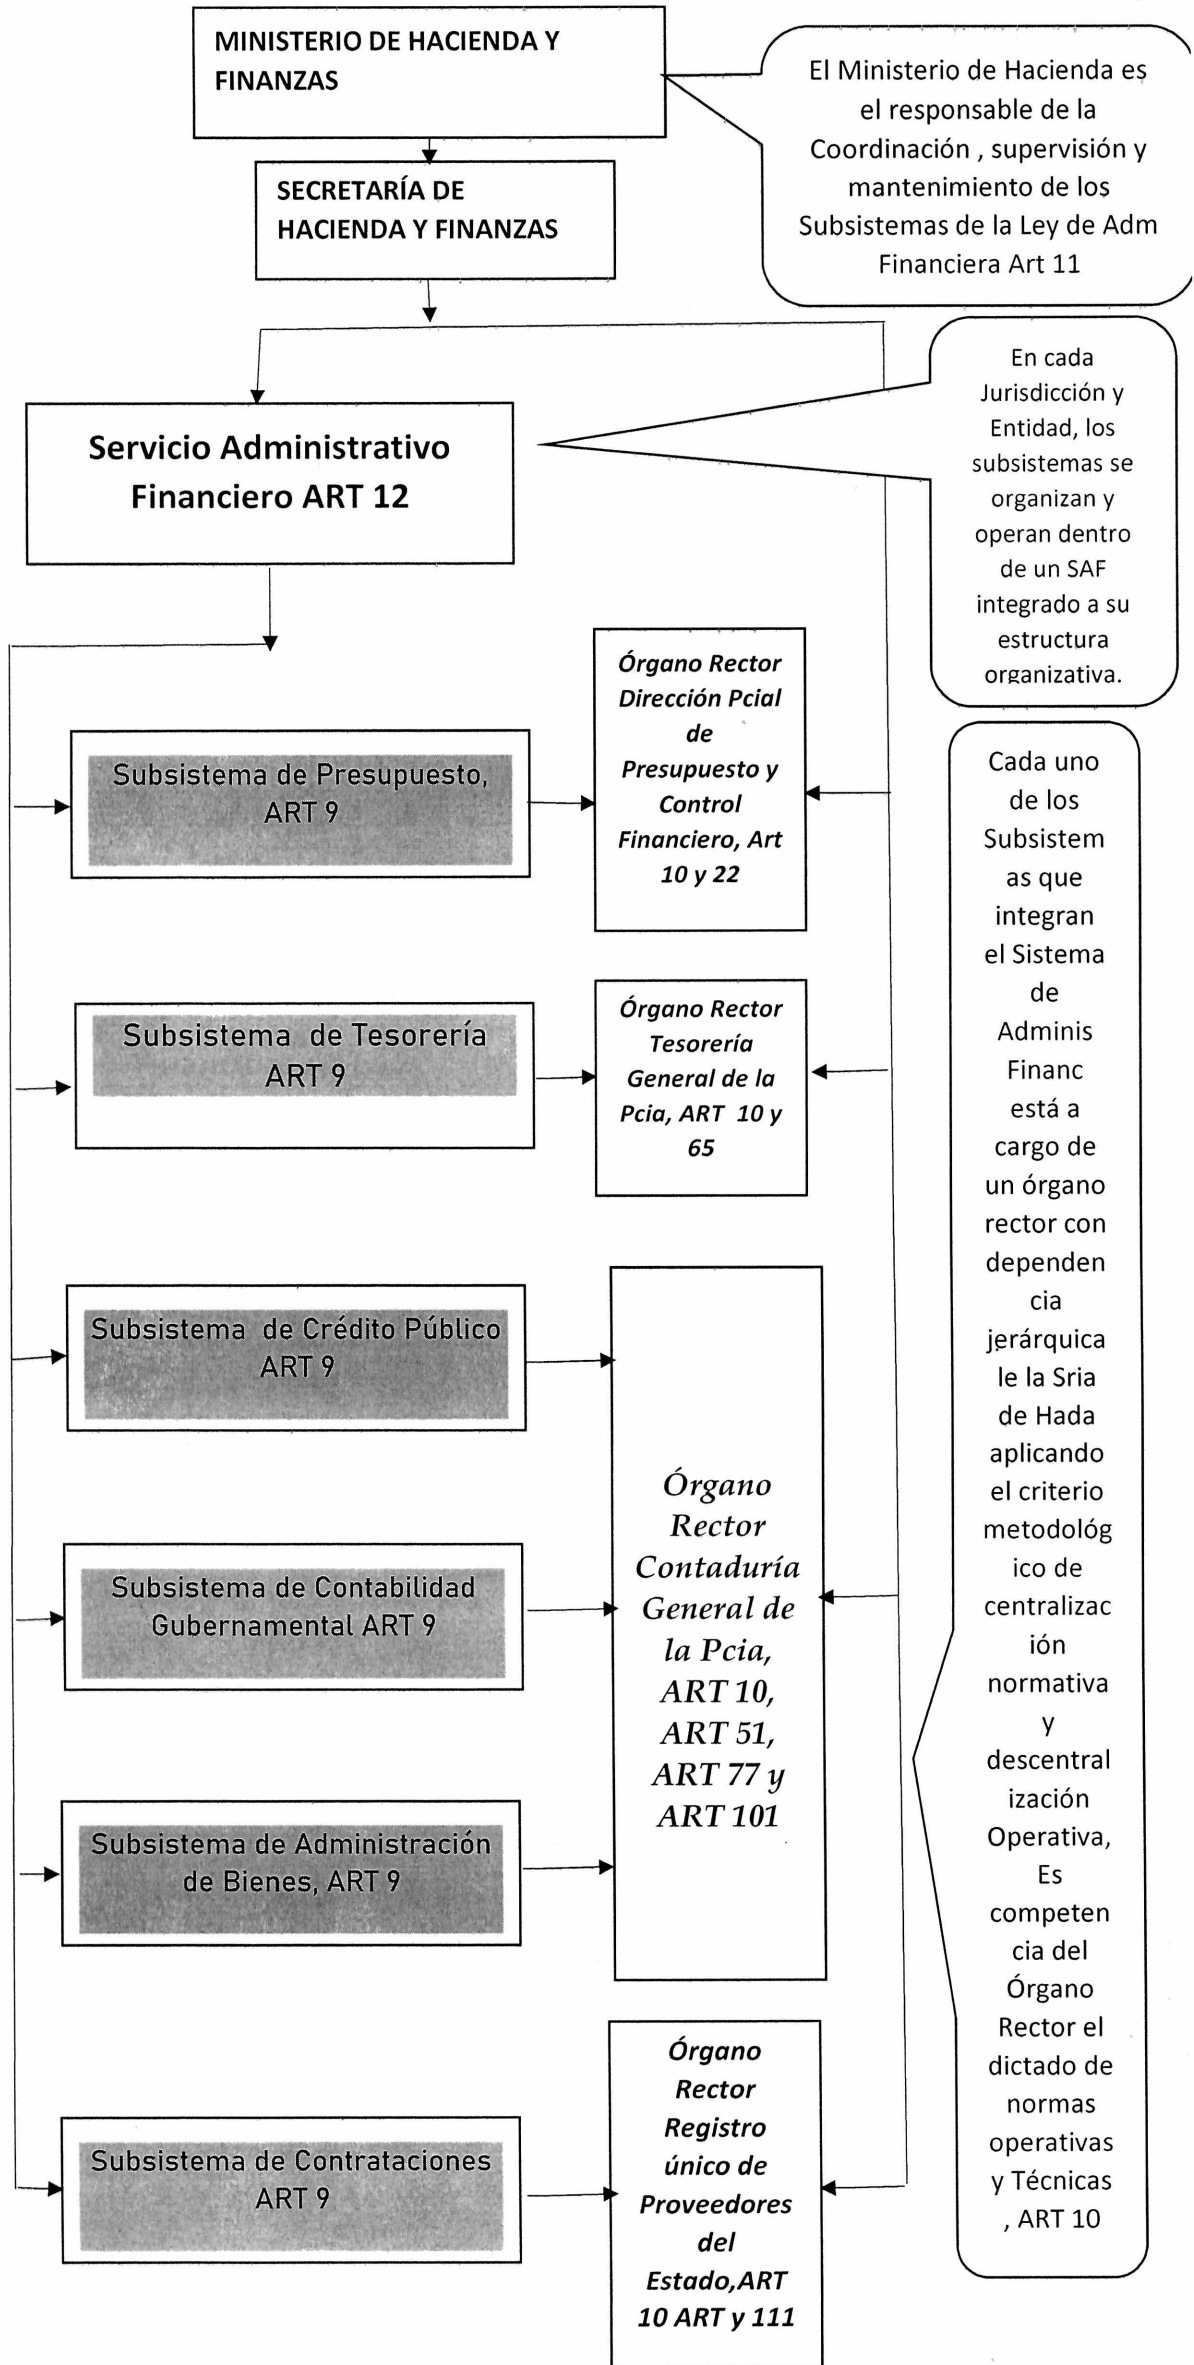 MINISTERIO DE HACIENDA Y
FINANZAS
El Ministerio de Hacienda es
el responsable de la
Coordinación , supervisión y
mantenimiento de los
Subsistemas de la Ley de Adm
Financiera Art 11
SECRETARÍA DE
HACIENDA Y FINANZAS
En cada
Jurisdicción y
Entidad, los
subsistemas se
organizan y
operan dentro
de un SAF
integrado a su
estructura
organizativa.
Servicio Administrativo
Financiero ART 12
Subsistema de Presupuesto,
ART 9
Órgano Rector
Dirección Pcial
de
Presupuesto y
Control
Financiero, Art
10 y 22
Subsistema de Tesorería
ART 9
Órgano Rector
Tesorería
General de la
Pcia, ART 10 y
65
Subsistema de Crédito Público
ART 9
Subsistema de Contabilidad
Gubernamental ART 9
Subsistema de Administración
de Bienes, ART 9
Órgano
Rector
Contaduría
General de
la Pcia,
ART 10,
ART 51,
ART 77 y
ART 101
Subsistema de Contrataciones
ART 9
Órgano
Rector
Registro
único de
Proveedores
del
Estado,ART
10 ART y 111
Cada uno
de los
Subsistem
as que
integran
el Sistema
de
Adminis
Financ
está a
cargo de
un órgano
rector con
dependen
cia
jerárquica
le la Sria
de Hada
aplicando
el criterio
metodológ
ico de
centralizac
ión
normativa
y
descentral
ización
Operativa,
Es
competen
cia del
Órgano
Rector el
dictado de
normas
operativas
y Técnicas
, ART 10